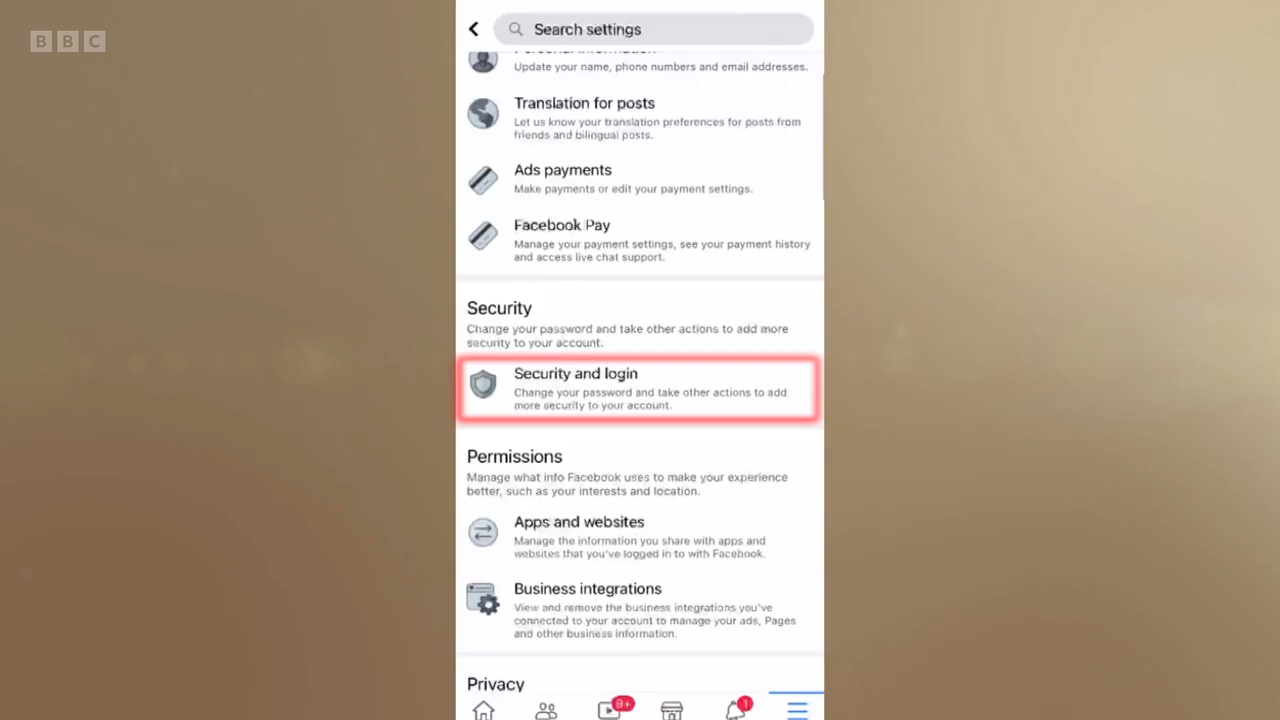 BBC
Search settings
Personal information
Update your name, phone numbers and email addresses.
Translation for posts
Let us know your translation preferences for posts from
friends and bilingual posts.
Ads payments
Make payments or edit your payment settings.
Facebook Pay
Manage your payment settings, see your payment history
and access live chat support.
Security
Change your password and take other actions to add more
security to your account.
Security and login
Change your password and take other actions to add
more security to your account.
Permissions
Manage what info Facebook uses to make your experience
better, such as your interests and location.
Apps and websites
Manage the information you share with apps and
websites that you've logged in to with Facebook.
Business integrations
View and remove the business integrations you've
connected to your account to manage your ads, Pages
and other business information.
Privacy
9+
1